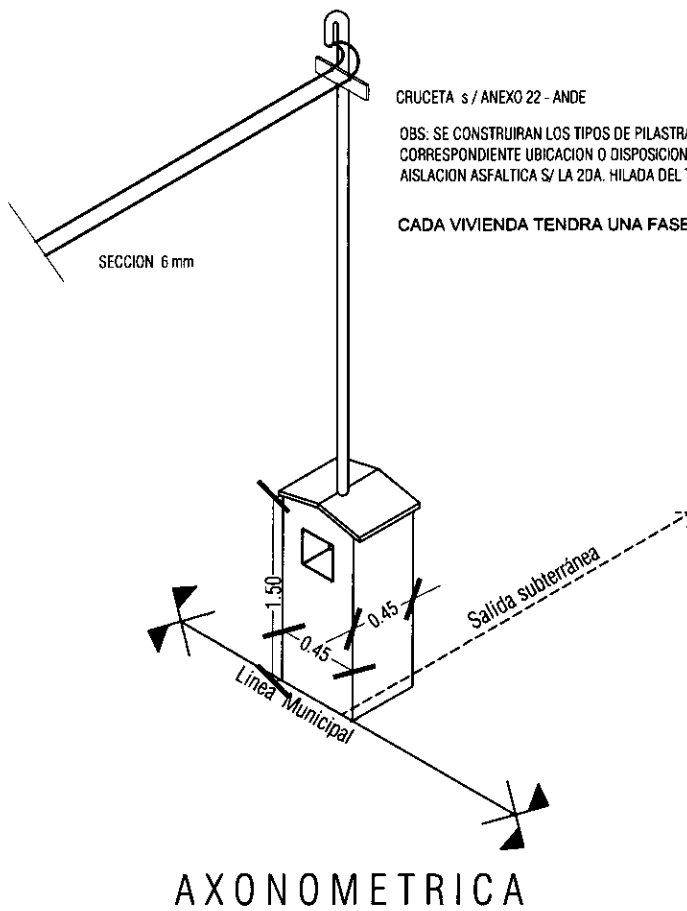 CRUCETA s / ANEXO 22 - ANDE
OBS: SE CONSTRUIRAN LOS TIPOS DE PILASTRA
CORRESPONDIENTE UBICACION O DISPOSICION
AISLACION ASFALTICA S/ LA 2DA. HILADA DEL
CADA VIVIENDA TENDRA UNA FASE
SECCION 6 mm
1.50
0.45
0.45
Salida subterránea
Linea Municipal
AXONOMETRICA